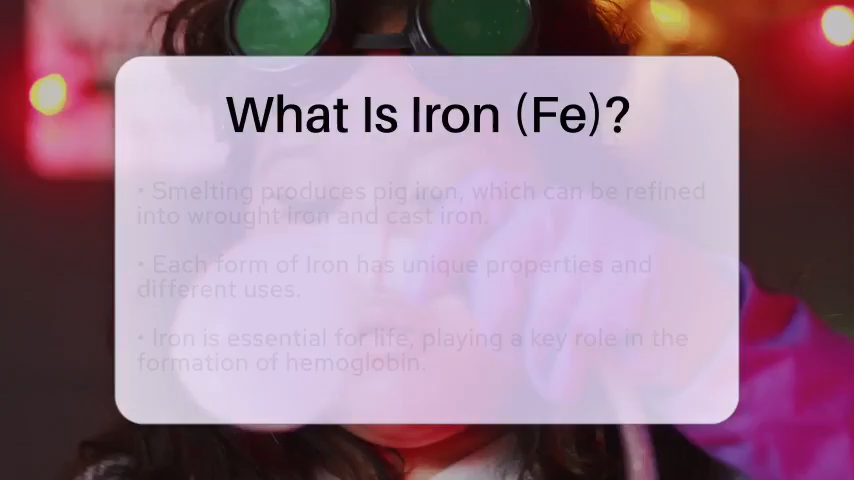 What Is Iron (Fe)?
• Smelting produces pig iron, which can be refined
into wrought iron and cast iron.
• Each form of Iron has unique properties and
different uses.
• Iron is essential for life, playing a key role in the
formation of hemoglobin.